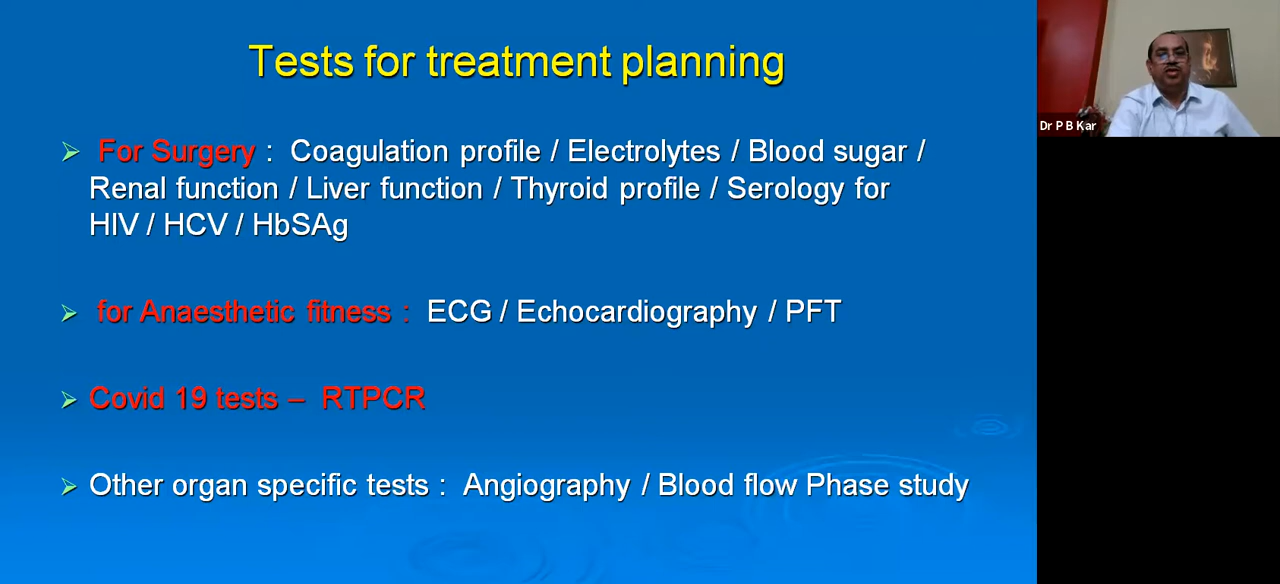 Tests for treatment planning
For Surgery : Coagulation profile / Electrolytes / Blood sugar /
Renal function / Liver function / Thyroid profile / Serology for
HIV / HCV / HbSAg
for Anaesthetic fitness : ECG / Echocardiography / PFT
Covid 19 tests – RTPCR
Other organ specific tests : Angiography / Blood flow Phase study
Dr P B Kar